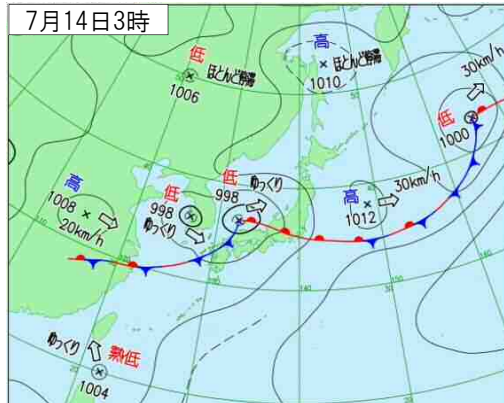 7月14日3時
低
ほとんど停滞
1006
高
ほとんど停滞
1010
30km/h
低
1000
高
1008
20km/h
低
998
ゆっくり
低
998
ゆっくり
高
1012
30km/h
ゆっくり
熱低
1004
140
150